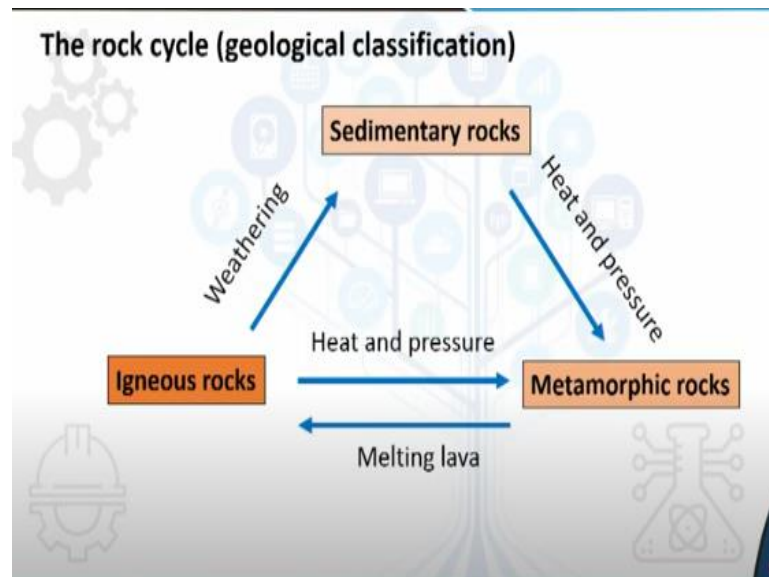 The rock cycle (geological classification)
Sedimentary rocks
Weathering
Heat and pressure
Heat and pressure
Igneous rocks
Metamorphic rocks
Melting lava